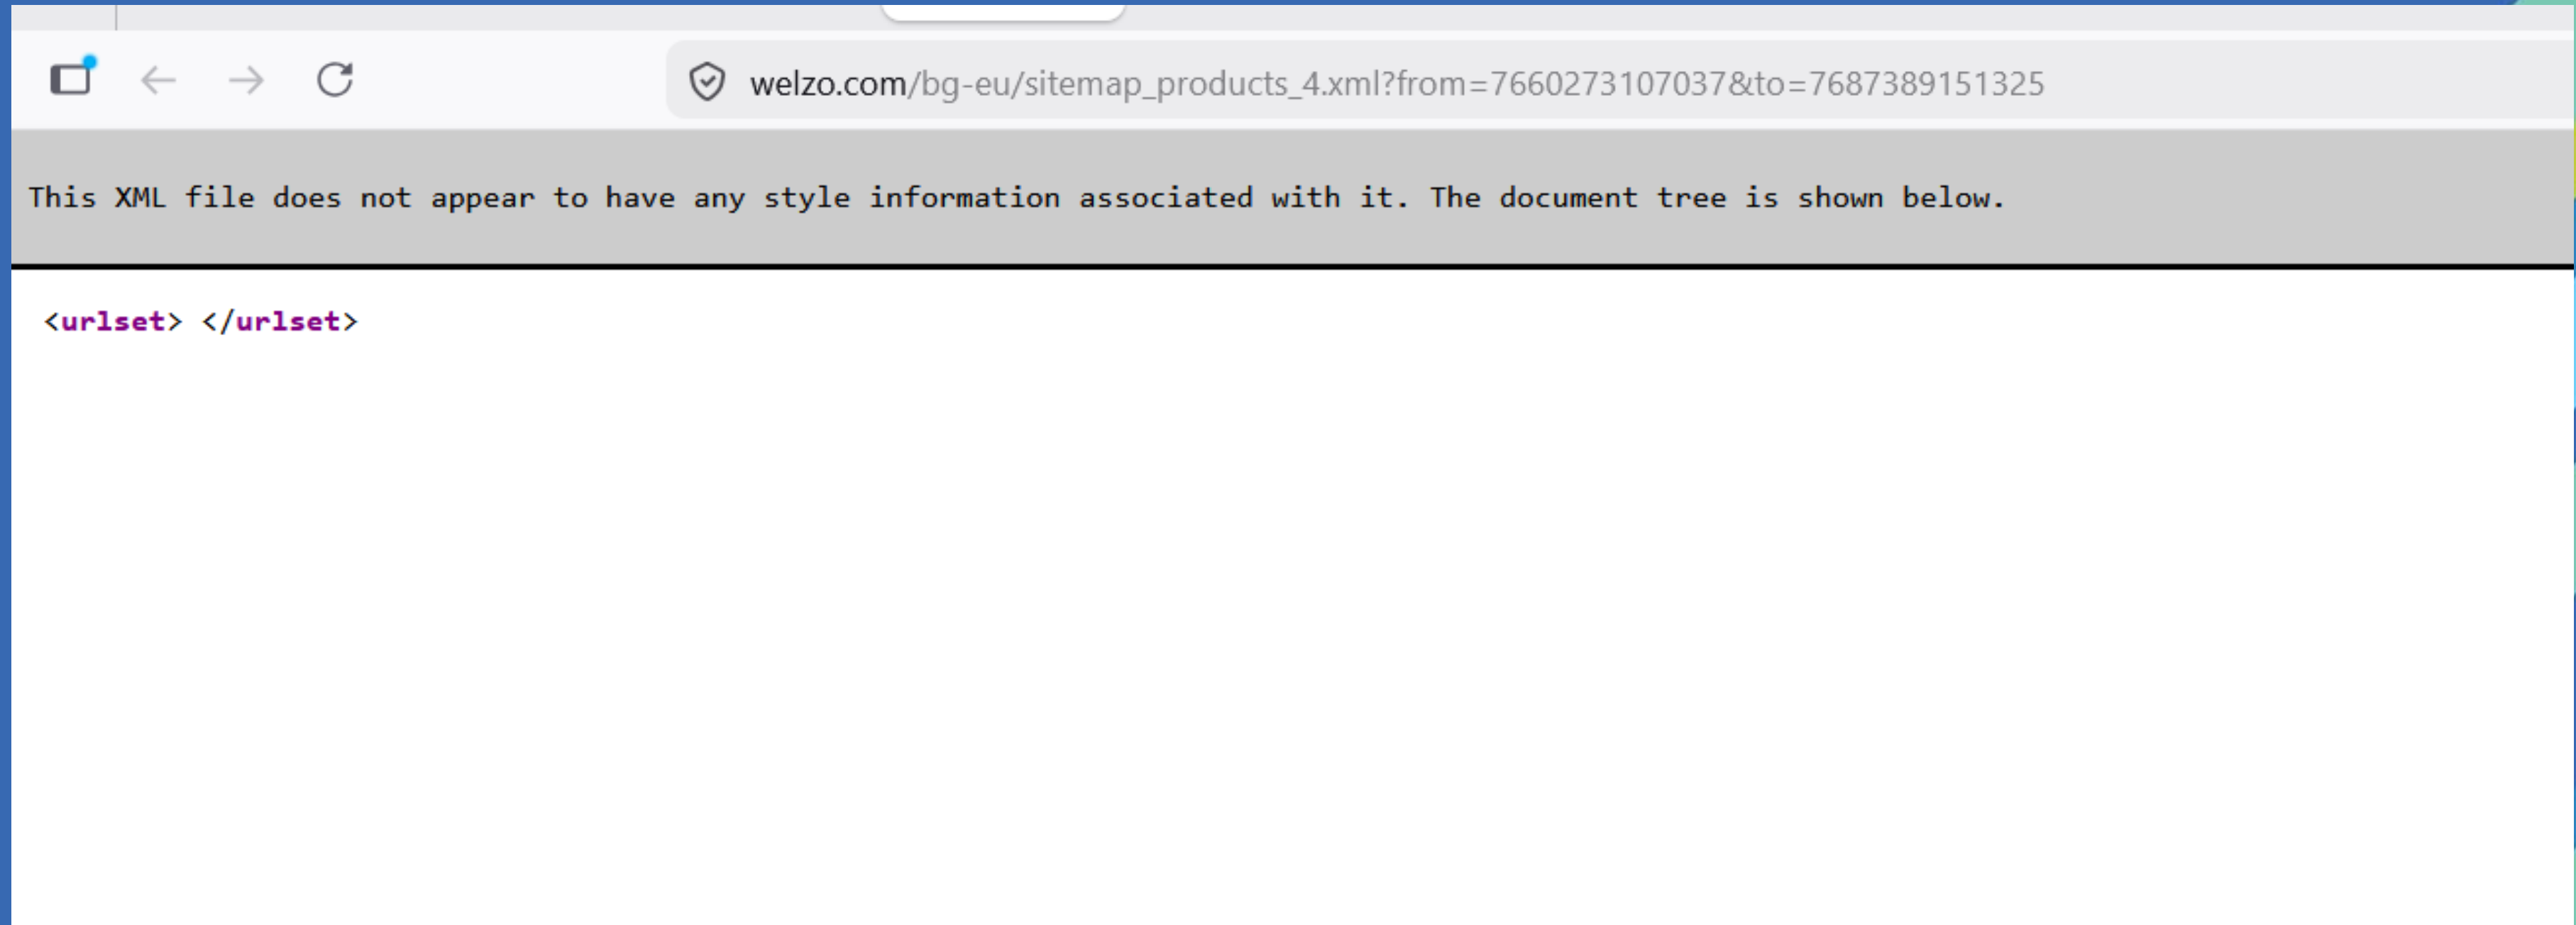 welzo.com/bg-eu/sitemap_products_4.xml?from=7660273107037&to=7687389151325
This XML file does not appear to have any style information associated with it. The document tree is shown below.
<urlset> </urlset>